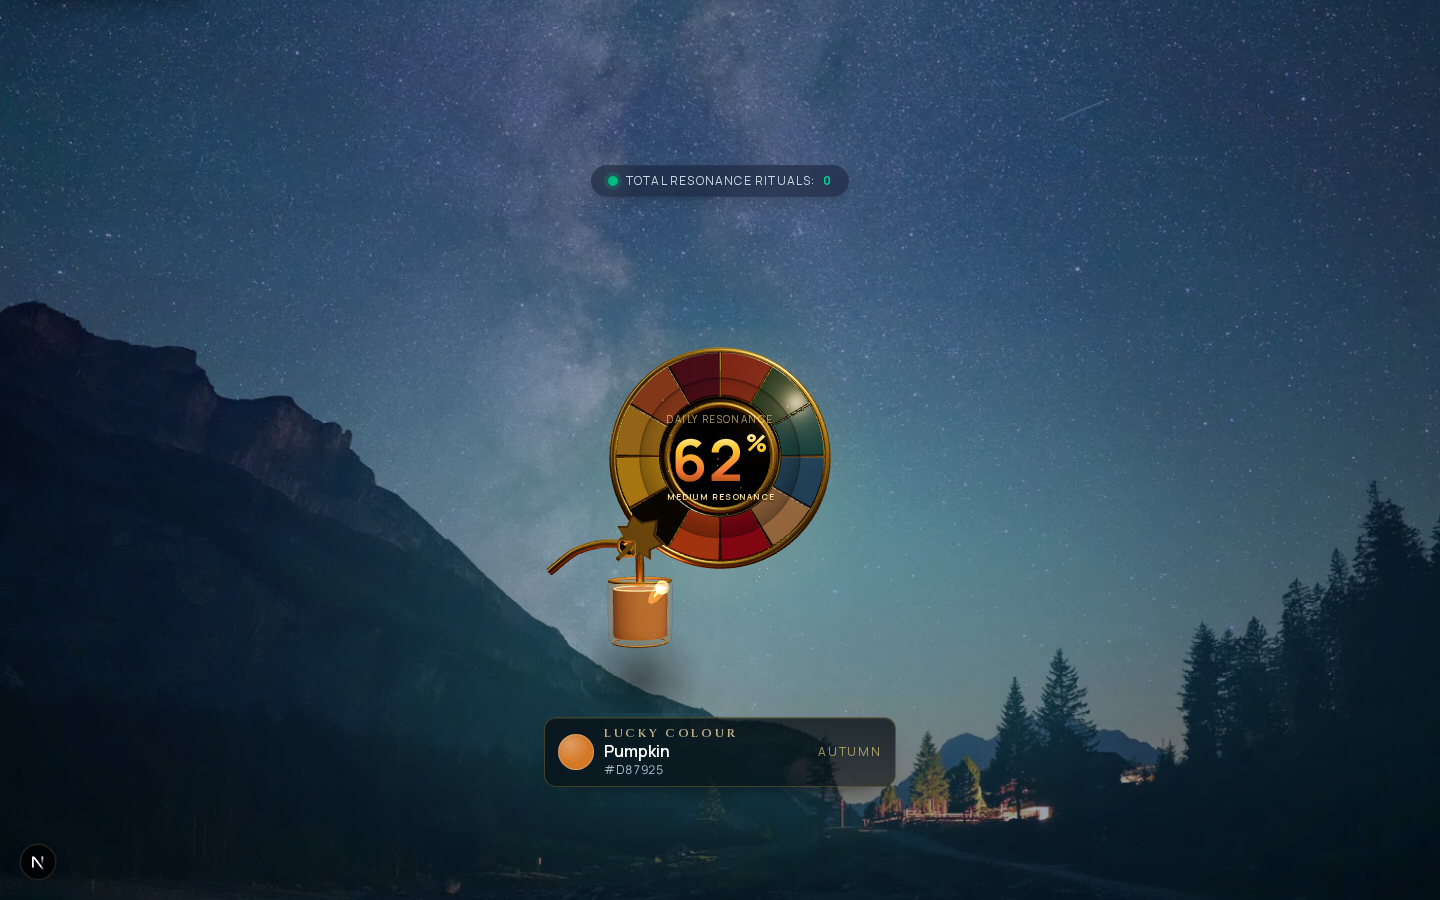 TOTAL RESONANCE RITUALS: 0
DAILY RESONANCE
62%
MEDIUM RESONANCE
LUCKY COLOUR
Pumpkin
#D87925
AUTUMN
N